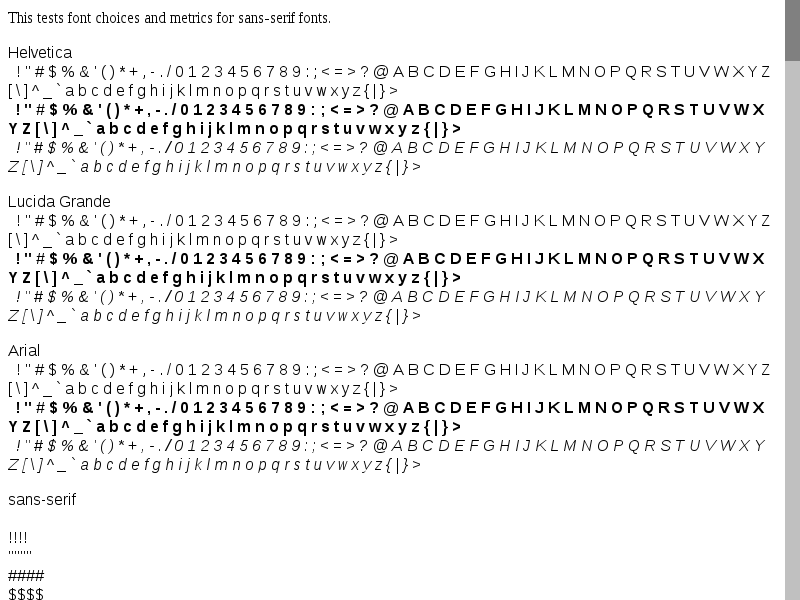 This tests font choices and metrics for sans-serif fonts.
Helvetica
! " # $ % & ' ( ) * + , - . / 0 1 2 3 4 5 6 7 8 9 : ; < = > ? @ A B C D E F G H I J K L M N O P Q R S T U V W X Y Z
[ \ ] ^ _ ` a b c d e f g h i j k l m n o p q r s t u v w x y z { | } >
! " # $ % & ' ( ) * + , - . / 0 1 2 3 4 5 6 7 8 9 : ; < = > ? @ A B C D E F G H I J K L M N O P Q R S T U V W X
Y Z [ \ ] ^ _ ` a b c d e f g h i j k l m n o p q r s t u v w x y z { | } >
! " # $ % & ' ( ) * + , - . / 0 1 2 3 4 5 6 7 8 9 : ; < = > ? @ A B C D E F G H I J K L M N O P Q R S T U V W X Y
Z [ \ ] ^ _ ` a b c d e f g h i j k l m n o p q r s t u v w x y z { | } >
Lucida Grande
! " # $ % & ' ( ) * + , - . / 0 1 2 3 4 5 6 7 8 9 : ; < = > ? @ A B C D E F G H I J K L M N O P Q R S T U V W X Y Z
[ \ ] ^ _ ` a b c d e f g h i j k l m n o p q r s t u v w x y z { | } >
! " # $ % & ' ( ) * + , - . / 0 1 2 3 4 5 6 7 8 9 : ; < = > ? @ A B C D E F G H I J K L M N O P Q R S T U V W X
Y Z [ \ ] ^ _ ` a b c d e f g h i j k l m n o p q r s t u v w x y z { | } >
! " # $ % & ' ( ) * + , - . / 0 1 2 3 4 5 6 7 8 9 : ; < = > ? @ A B C D E F G H I J K L M N O P Q R S T U V W X Y
Z [ \ ] ^ _ ` a b c d e f g h i j k l m n o p q r s t u v w x y z { | } >
Arial
! " # $ % & ' ( ) * + , - . / 0 1 2 3 4 5 6 7 8 9 : ; < = > ? @ A B C D E F G H I J K L M N O P Q R S T U V W X Y Z
[ \ ] ^ _ ` a b c d e f g h i j k l m n o p q r s t u v w x y z { | } >
! " # $ % & ' ( ) * + , - . / 0 1 2 3 4 5 6 7 8 9 : ; < = > ? @ A B C D E F G H I J K L M N O P Q R S T U V W X
Y Z [ \ ] ^ _ ` a b c d e f g h i j k l m n o p q r s t u v w x y z { | } >
! " # $ % & ' ( ) * + , - . / 0 1 2 3 4 5 6 7 8 9 : ; < = > ? @ A B C D E F G H I J K L M N O P Q R S T U V W X Y
Z [ \ ] ^ _ ` a b c d e f g h i j k l m n o p q r s t u v w x y z { | } >
sans-serif
!!!!
""""
####
$$$$